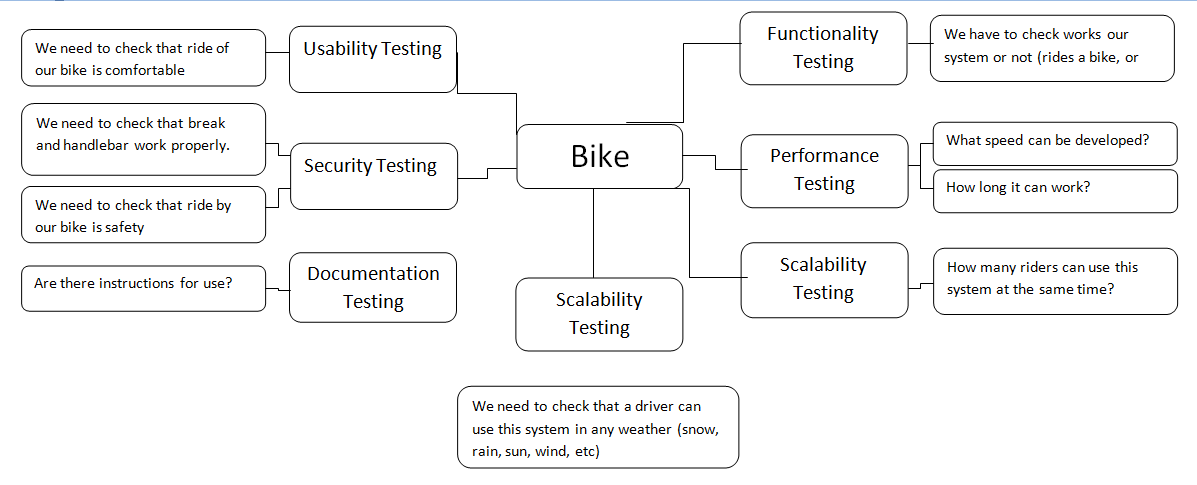 We need to check that ride of
our bike is comfortable
Usability Testing
We need to check that break
and handlebar work properly.
We need to check that ride by
our bike is safety
Security Testing
Are there instructions for use?
Documentation
Testing
Bike
Scalability
Testing
We need to check that a driver can
use this system in any weather (snow,
rain, sun, wind, etc)
Functionality
Testing
We have to check works our
system or not (rides a bike, or
Performance
Testing
What speed can be developed?
How long it can work?
Scalability
Testing
How many riders can use this
system at the same time?